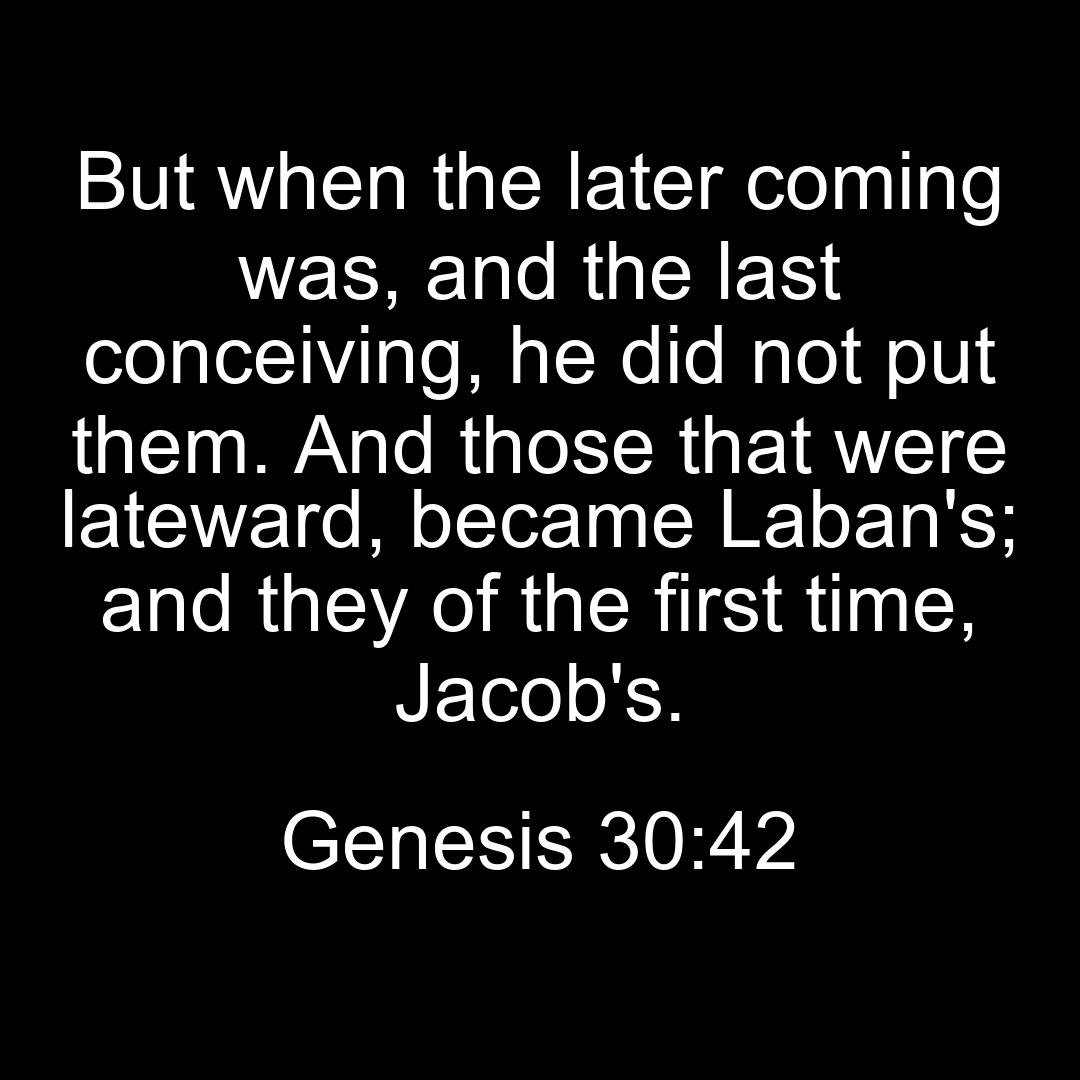 But when the later coming
was, and the last
conceiving, he did not put
them. And those that were
lateward, became Laban's;
and they of the first time,
Jacob's.
Genesis 30:42